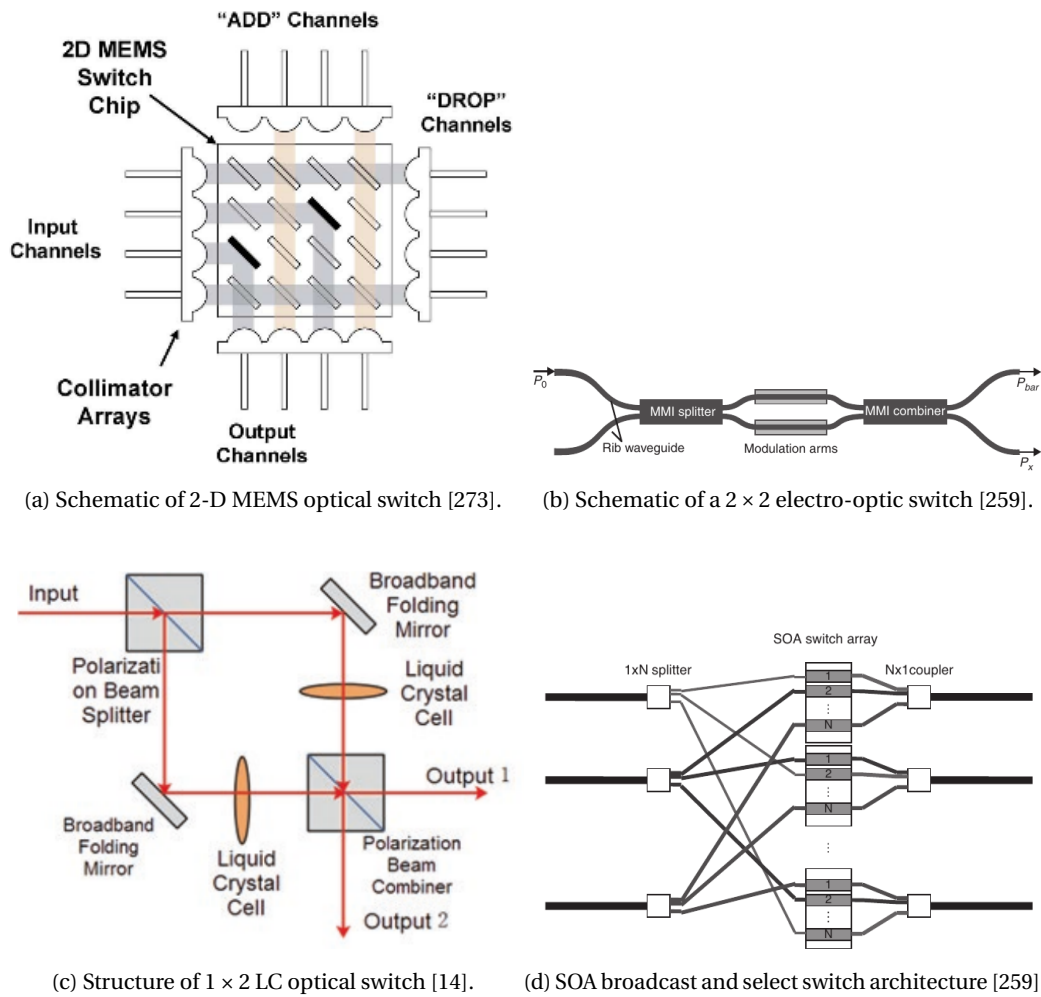 "ADD" Channels
2D MEMS
Switch
Chip
"DROP"
Channels
Input
Channels
Collimator
Arrays
Output
Channels
P0
MMI splitter
MMI combiner
Pbar
Rib waveguide
Modulation arms
Px
(a) Schematic of 2-D MEMS optical switch [273].
(b) Schematic of a 2 × 2 electro-optic switch [259].
Input
Polarizati
on Beam
Splitter
Broadband
Folding
Mirror
Liquid
Crystal
Cell
Output 1
Broadband
Folding
Mirror
Liquid
Crystal
Cell
Polarization
Beam
Combiner
Output 2
SOA switch array
1xN splitter
Nx1coupler
1
2
⋮
N
1
2
⋮
N
⋮
1
2
⋮
N
(c) Structure of 1 × 2 LC optical switch [14].
(d) SOA broadcast and select switch architecture [259]